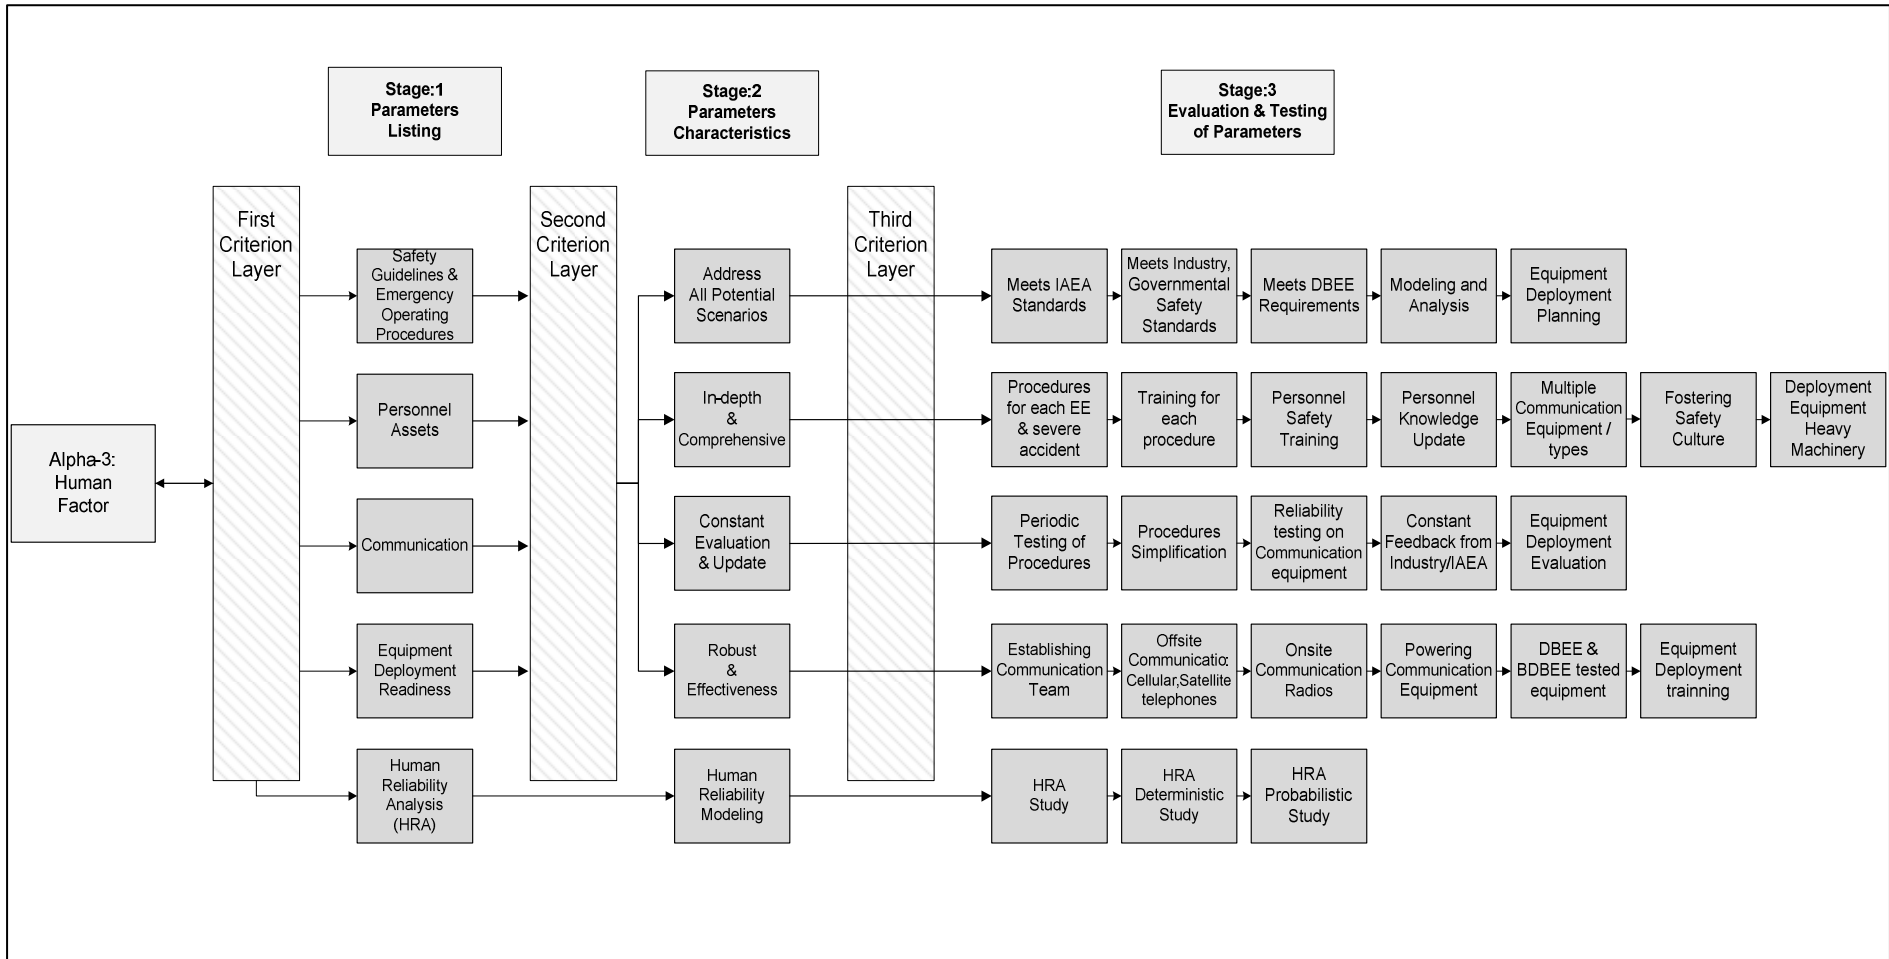 Stage:1
Parameters
Listing
Stage:2
Parameters
Characteristics
Stage:3
Evaluation & Testing
of Parameters
First
Criterion
Layer
Second
Criterion
Layer
Third
Criterion
Layer
Alpha-3:
Human
Factor
Safety
Guidelines &
Emergency
Operating
Procedures
Address
All Potential
Scenarios
Meets IAEA
Standards
Meets Industry,
Governmental
Safety
Standards
Meets DBEE
Requirements
Modeling and
Analysis
Equipment
Deployment
Planning
Personnel
Assets
In-depth
&
Comprehensive
Procedures
for each EE
& severe
accident
Training for
each
procedure
Personnel
Safety
Training
Personnel
Knowledge
Update
Multiple
Communication
Equipment /
types
Fostering
Safety
Culture
Deployment
Equipment
Heavy
Machinery
Communication
Constant
Evaluation
& Update
Periodic
Testing of
Procedures
Procedures
Simplification
Reliability
testing on
Communication
equipment
Constant
Feedback from
Industry/IAEA
Equipment
Deployment
Evaluation
Equipment
Deployment
Readiness
Robust
&
Effectiveness
Establishing
Communication
Team
Offsite
Communicatio:
Cellular,Satellite
telephones
Onsite
Communication
Radios
Powering
Communication
Equipment
DBEE &
BDBEE tested
equipment
Equipment
Deployment
trainning
Human
Reliability
Analysis
(HRA)
Human
Reliability
Modeling
HRA
Study
HRA
Deterministic
Study
HRA
Probabilistic
Study